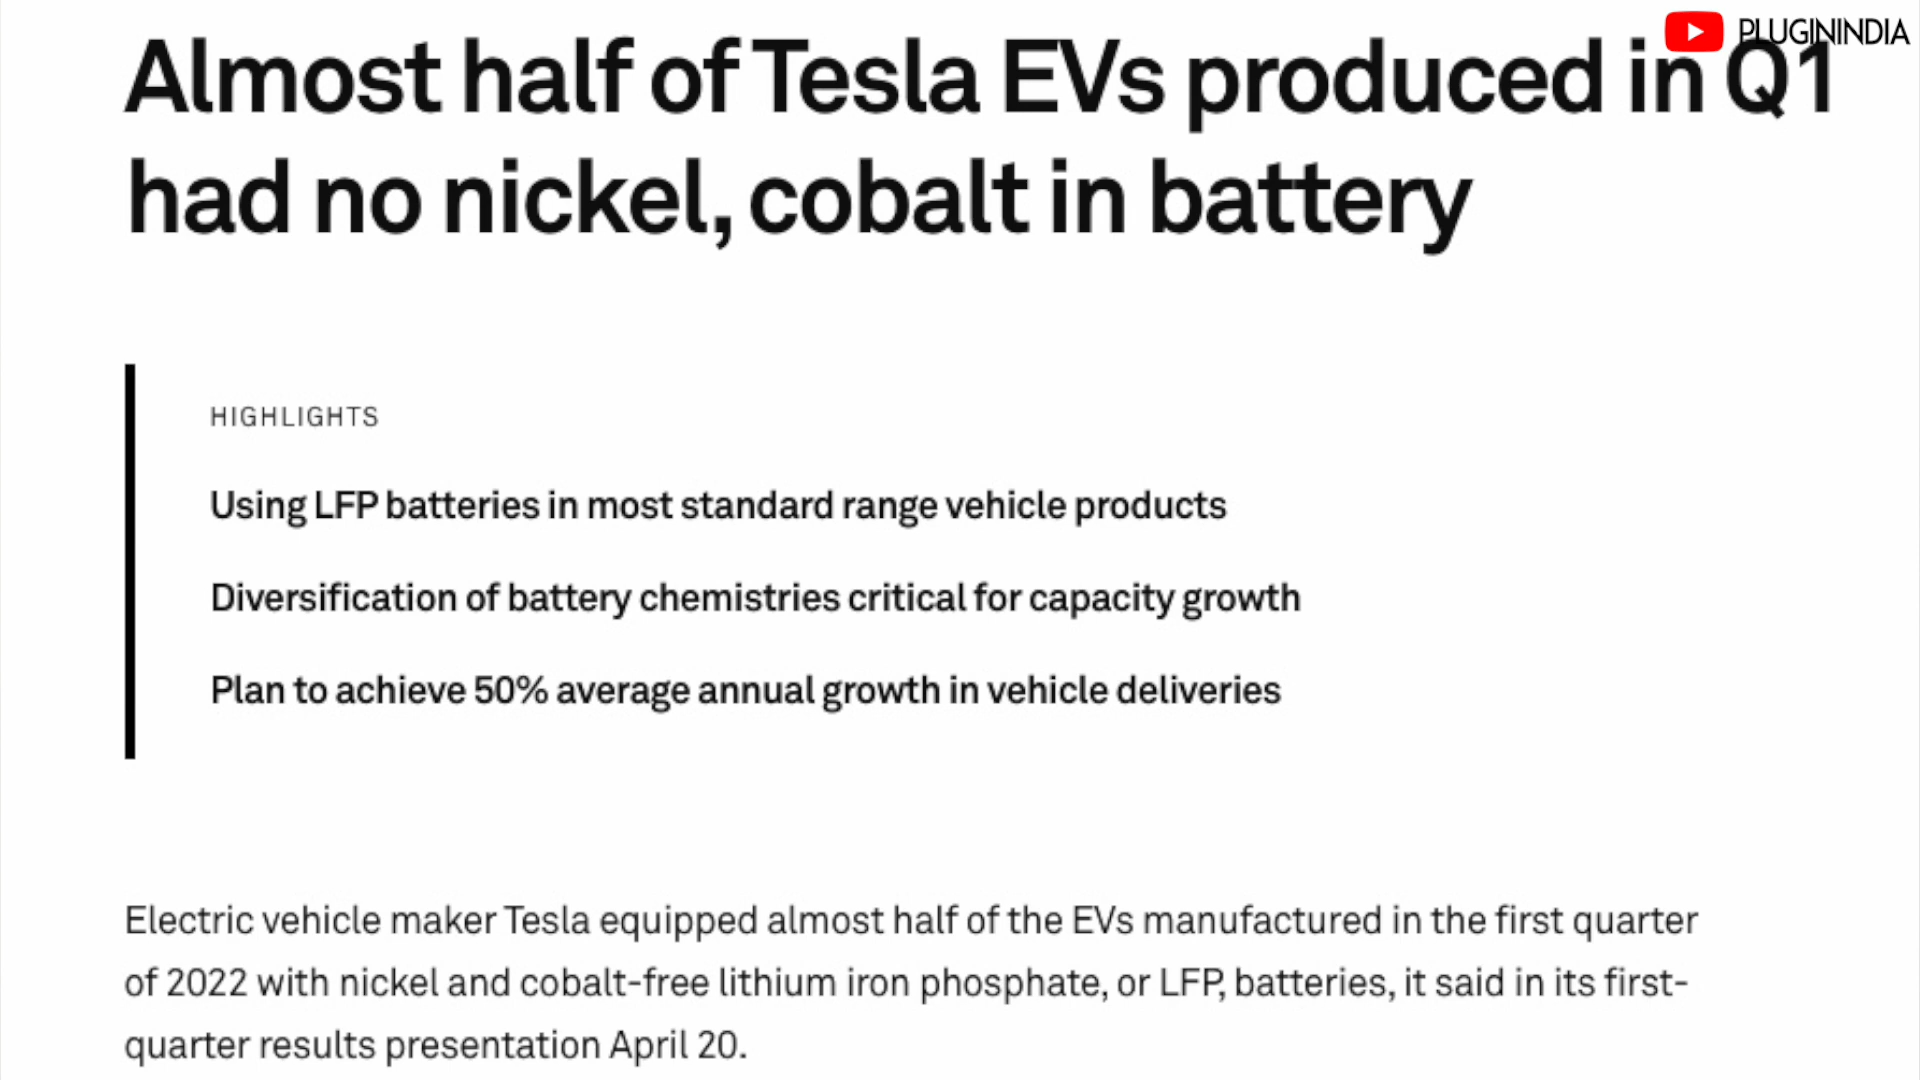 PLUGININDIA
Almost half of Tesla EVs produced in Q1
had no nickel, cobalt in battery
HIGHLIGHTS
Using LFP batteries in most standard range vehicle products
Diversification of battery chemistries critical for capacity growth
Plan to achieve 50% average annual growth in vehicle deliveries
Electric vehicle maker Tesla equipped almost half of the EVs manufactured in the first quarter
of 2022 with nickel and cobalt-free lithium iron phosphate, or LFP, batteries, it said in its first-
quarter results presentation April 20.